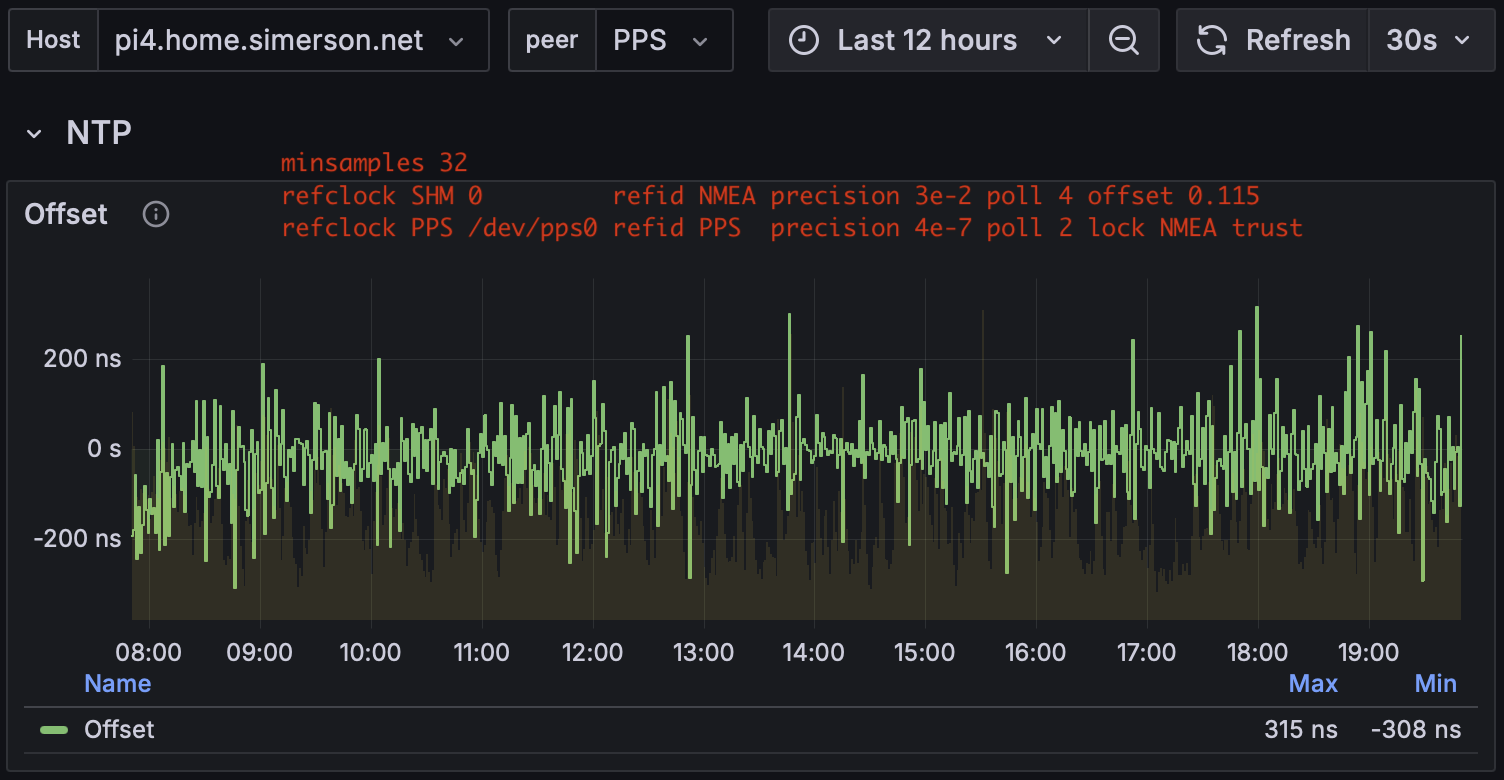 Host pi4.home.simerson.net peer PPS Last 12 hours Refresh 30s
NTP
minsamples 32
refclock SHM 0 refid NMEA precision 3e-2 poll 4 offset 0.115
Offset
refclock PPS /dev/pps0 refid PPS precision 4e-7 poll 2 lock NMEA trust
200 ns
0 s
-200 ns
08:00 09:00 10:00 11:00 12:00 13:00 14:00 15:00 16:00 17:00 18:00 19:00
Name Max Min
Offset 315 ns -308 ns